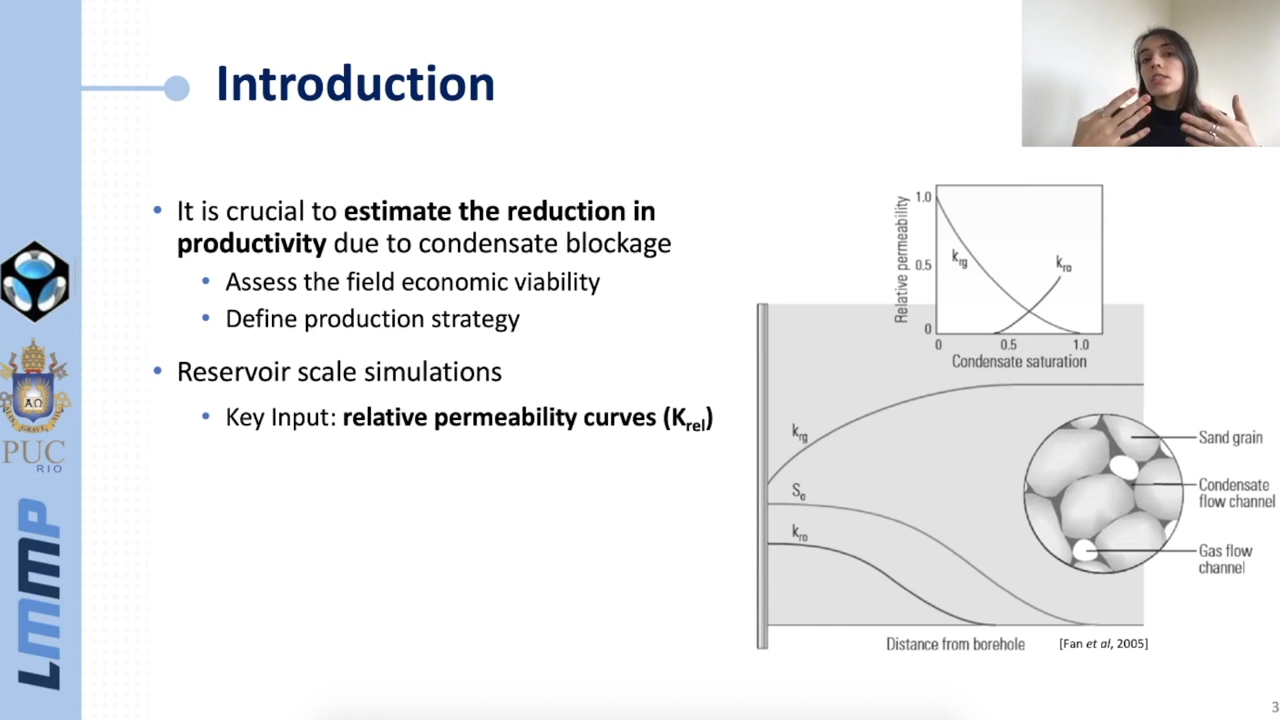 Introduction
• It is crucial to estimate the reduction in
productivity due to condensate blockage
• Assess the field economic viability
• Define production strategy
• Reservoir scale simulations
• Key Input: relative permeability curves (Krel)
Relative permeability
1.0
0.5
0
krg
kro
0 0.5 1.0
Condensate saturation
krg
So
kro
Sand grain
Condensate
flow channel
Gas flow
channel
Distance from borehole
[Fan et al, 2005]
ΑΩ
PUC
RIO
LMMP
3